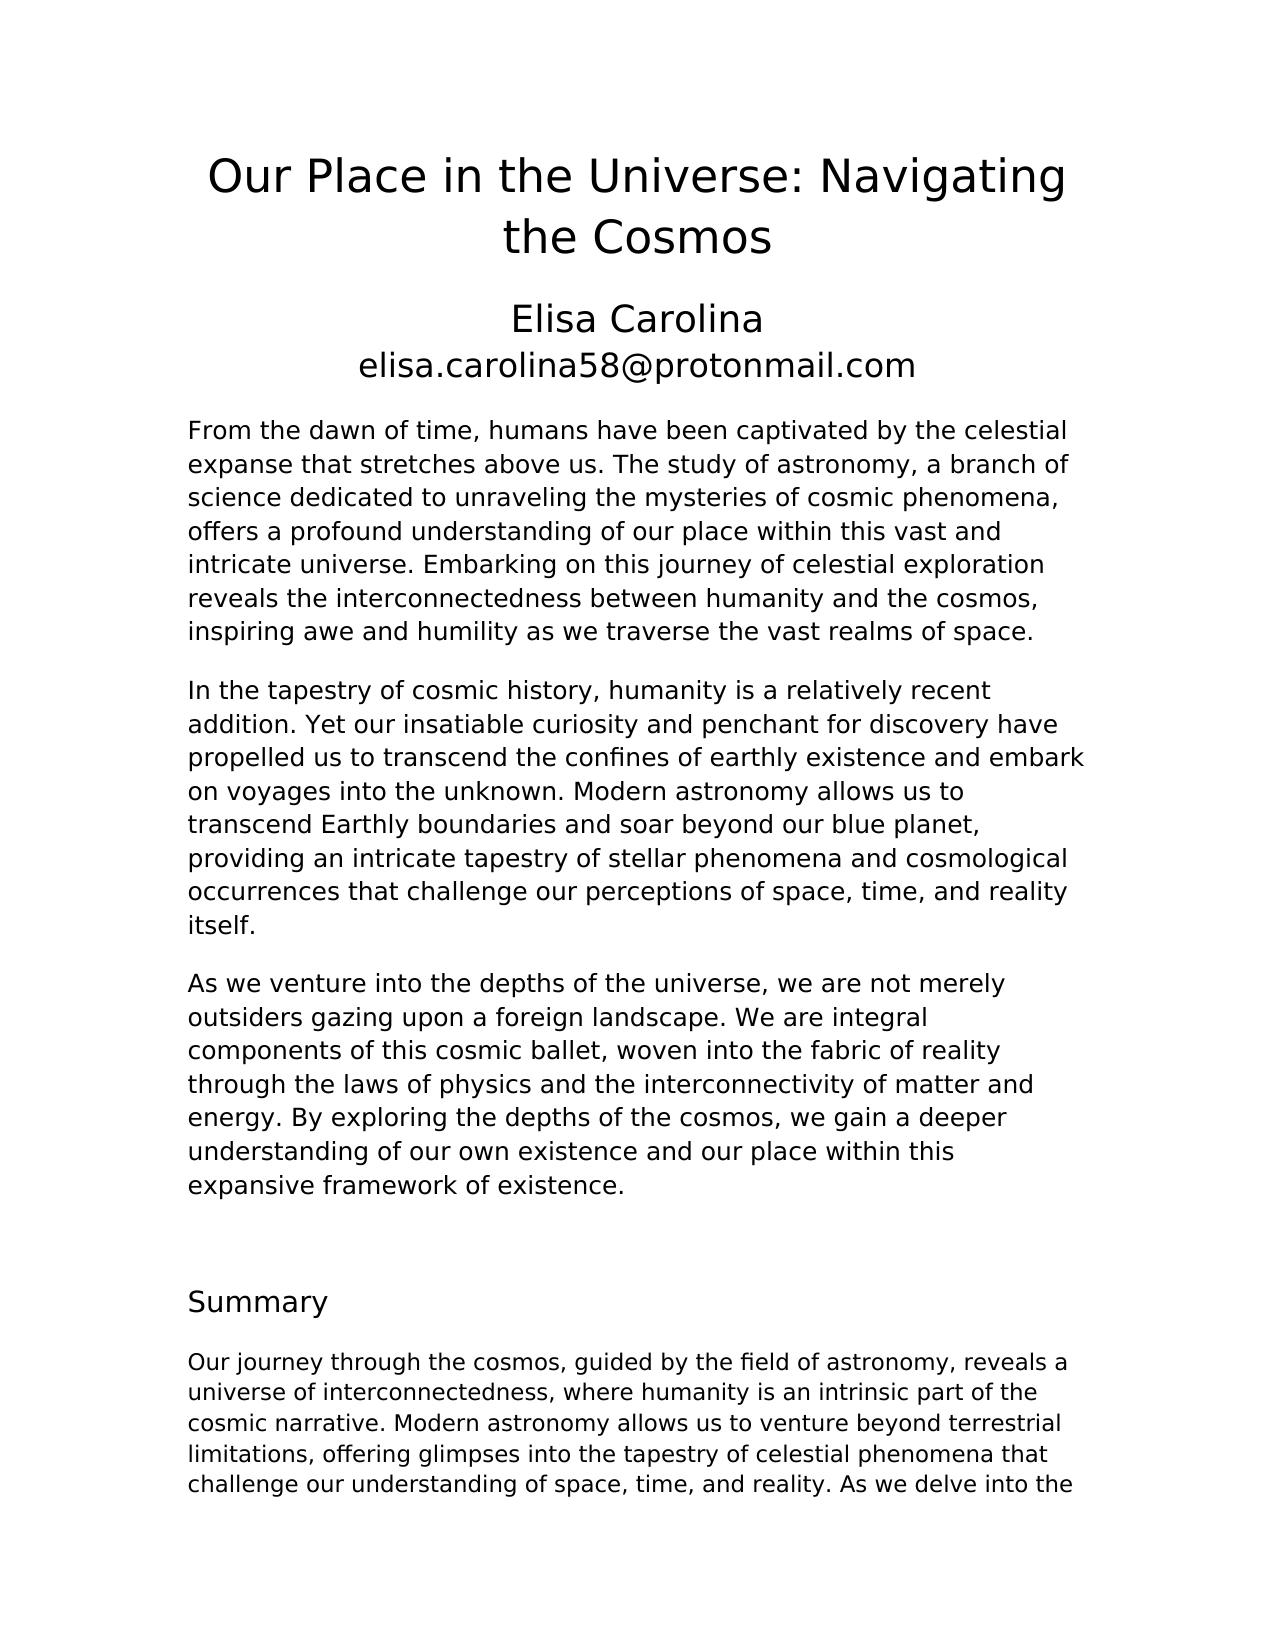 Our Place in the Universe: Navigating
the Cosmos
Elisa Carolina
elisa.carolina58@protonmail.com
From the dawn of time, humans have been captivated by the celestial
expanse that stretches above us. The study of astronomy, a branch of
science dedicated to unraveling the mysteries of cosmic phenomena,
offers a profound understanding of our place within this vast and
intricate universe. Embarking on this journey of celestial exploration
reveals the interconnectedness between humanity and the cosmos,
inspiring awe and humility as we traverse the vast realms of space.
In the tapestry of cosmic history, humanity is a relatively recent
addition. Yet our insatiable curiosity and penchant for discovery have
propelled us to transcend the confines of earthly existence and embark
on voyages into the unknown. Modern astronomy allows us to
transcend Earthly boundaries and soar beyond our blue planet,
providing an intricate tapestry of stellar phenomena and cosmological
occurrences that challenge our perceptions of space, time, and reality
itself.
As we venture into the depths of the universe, we are not merely
outsiders gazing upon a foreign landscape. We are integral
components of this cosmic ballet, woven into the fabric of reality
through the laws of physics and the interconnectivity of matter and
energy. By exploring the depths of the cosmos, we gain a deeper
understanding of our own existence and our place within this
expansive framework of existence.
Summary
Our journey through the cosmos, guided by the field of astronomy, reveals a
universe of interconnectedness, where humanity is an intrinsic part of the
cosmic narrative. Modern astronomy allows us to venture beyond terrestrial
limitations, offering glimpses into the tapestry of celestial phenomena that
challenge our understanding of space, time, and reality. As we delve into the